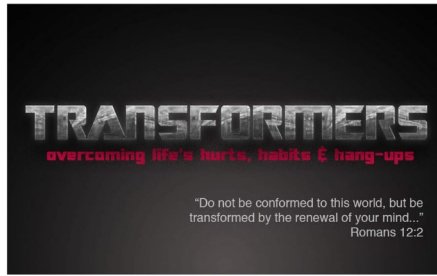 TRANSFORMERS
overcoming life's hurts, habits & hang-ups
"Do not be conformed to this world, but be
transformed by the renewal of your mind..."
Romans 12:2